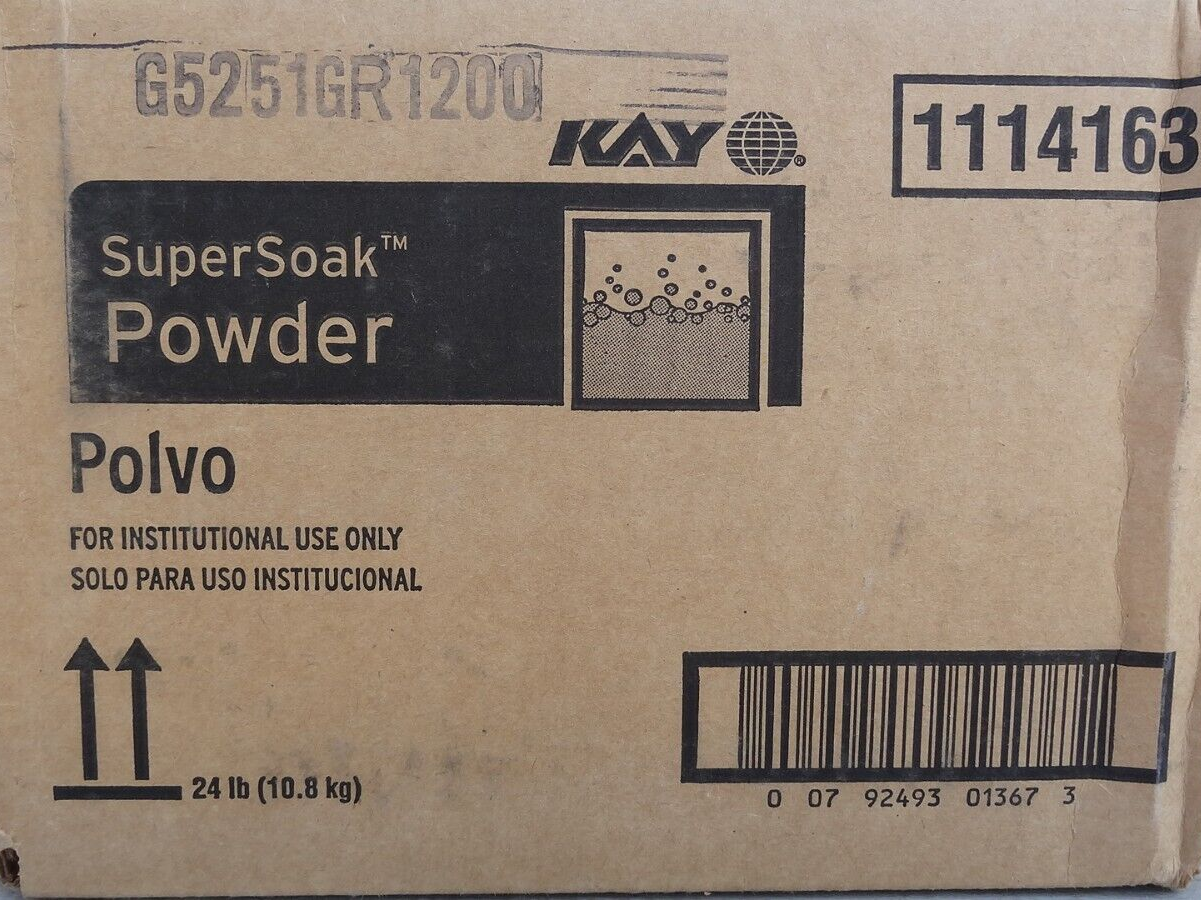 G5251GR1200
KAY ®
1114163
SuperSoak™
Powder
Polvo
FOR INSTITUTIONAL USE ONLY
SOLO PARA USO INSTITUCIONAL
24 lb (10.8 kg)
0 07 92493 01367 3